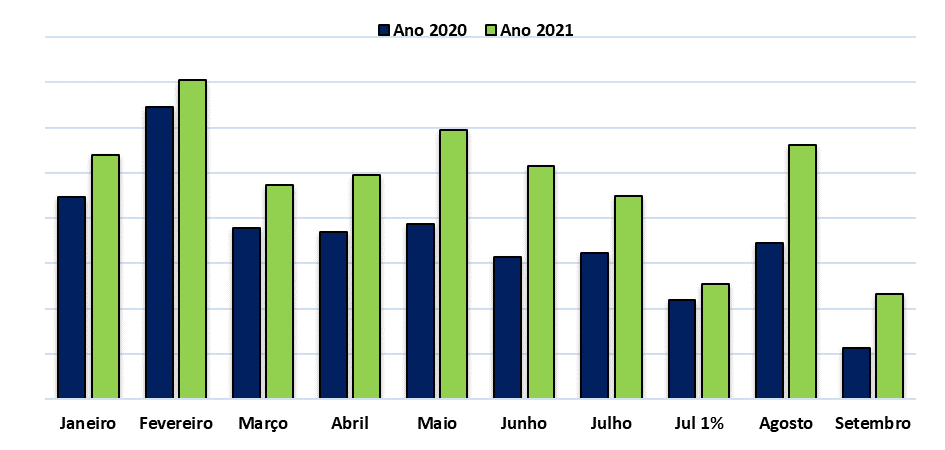 Ano 2020 Ano 2021
Janeiro Fevereiro Março Abril Maio Junho Julho Jul 1% Agosto Setembro